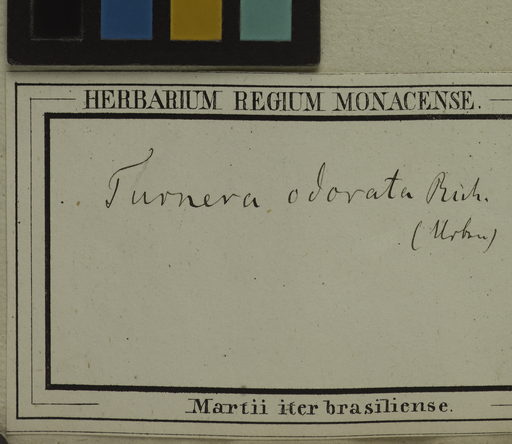 HERBARIUM REGIUM MONACENSE.
Turnera odorata Rich.
(Urban)
Martii iter brasiliense.